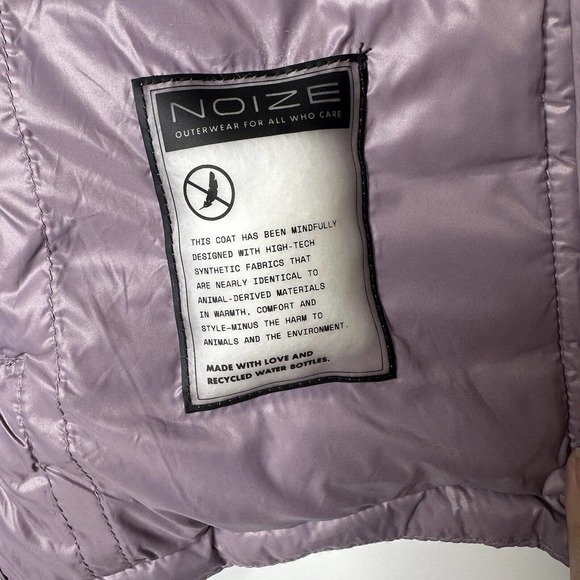 NOIZE
OUTERWEAR FOR ALL WHO CARE
THIS COAT HAS BEEN MINDFULLY
DESIGNED WITH HIGH-TECH
SYNTHETIC FABRICS THAT
ARE NEARLY IDENTICAL TO
ANIMAL-DERIVED MATERIALS
IN WARMTH, COMFORT AND
STYLE–MINUS THE HARM TO
ANIMALS AND THE ENVIRONMENT.
MADE WITH LOVE AND
RECYCLED WATER BOTTLES.